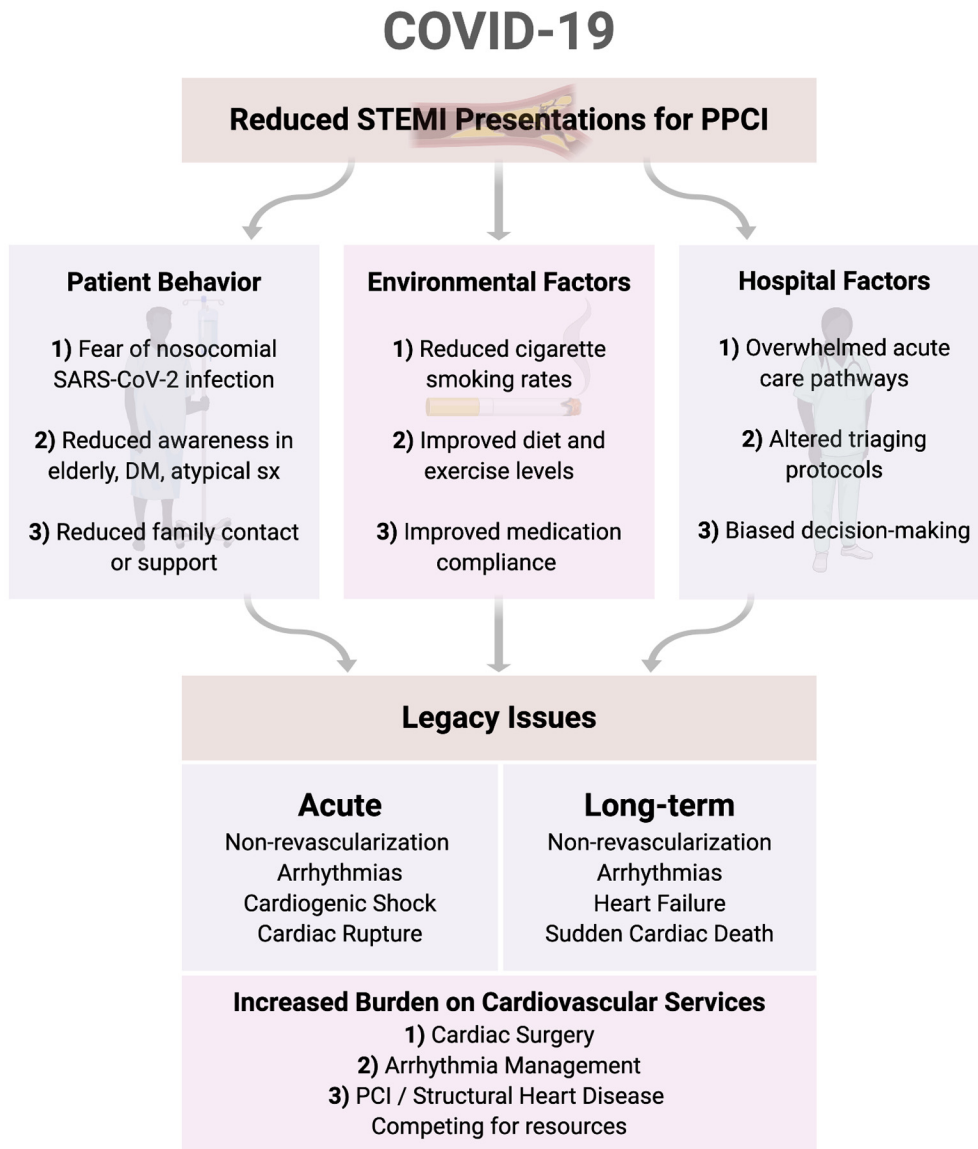 COVID-19
Reduced STEMI Presentations for PPCI
Patient Behavior
1) Fear of nosocomial
SARS-CoV-2 infection
2) Reduced awareness in
elderly, DM, atypical sx
3) Reduced family contact
or support
Environmental Factors
1) Reduced cigarette
smoking rates
2) Improved diet and
exercise levels
3) Improved medication
compliance
Hospital Factors
1) Overwhelmed acute
care pathways
2) Altered triaging
protocols
3) Biased decision-making
Legacy Issues
Acute
Non-revascularization
Arrhythmias
Cardiogenic Shock
Cardiac Rupture
Long-term
Non-revascularization
Arrhythmias
Heart Failure
Sudden Cardiac Death
Increased Burden on Cardiovascular Services
1) Cardiac Surgery
2) Arrhythmia Management
3) PCI / Structural Heart Disease
Competing for resources